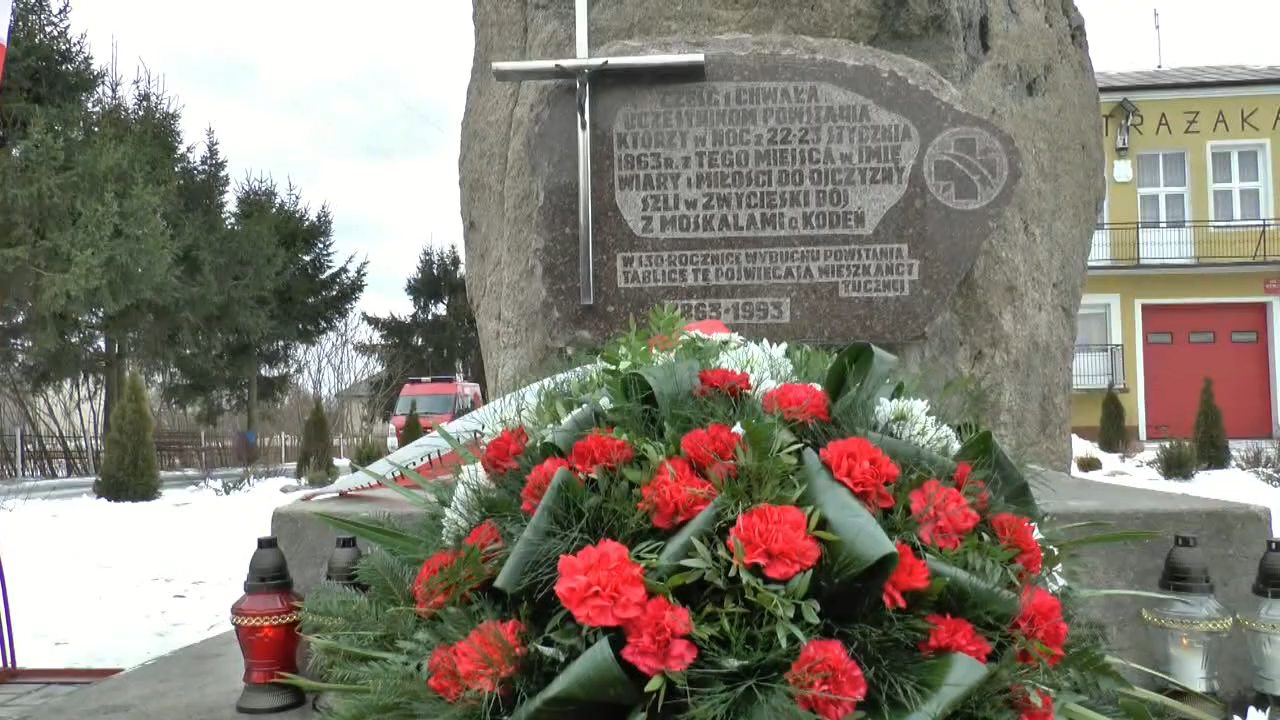 CZEŚĆ i CHWAŁA
UCZESTNIKOM POWSTANIA
KTÓRZY W NOC z 22-23 STYCZNIA
1863R. z TEGO MIEJSCA w IMIĘ
WIARY i MIŁOŚCI DO OJCZYZNY
SZLI w ZWYCIĘSKI BÓJ
Z MOSKALAMI o KODEŃ
W 130 ROCZNICĘ WYBUCHU POWSTANIA
TABLICĘ TĘ POŚWIĘCAJĄ MIESZKAŃCY
TUCZNEJ
1863-1993
TRAŻAKA